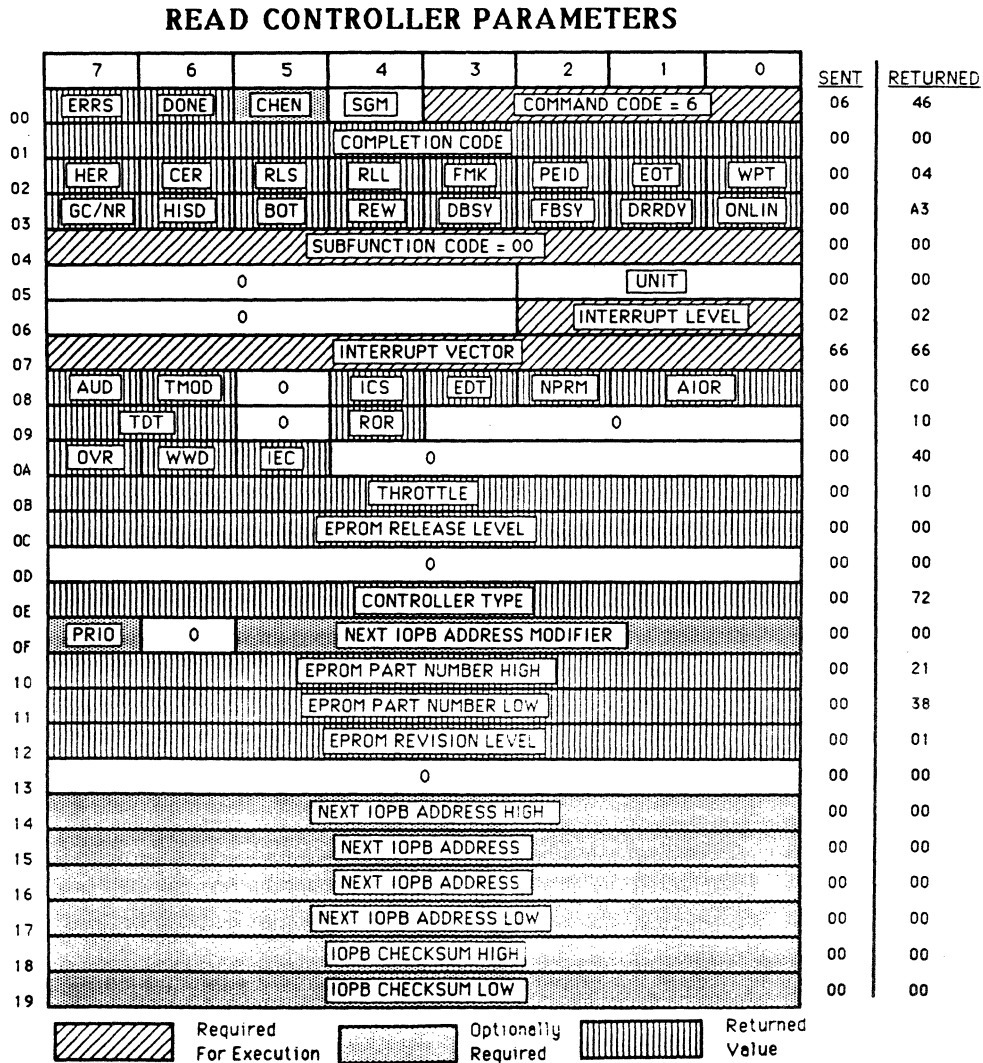 READ CONTROLLER PARAMETERS
7 6 5 4 3 2 1 0 SENT RETURNED
00 ERRS DONE CHEN SGM COMMAND CODE = 6 06 46
01 COMPLETION CODE 00 00
02 HER CER RLS RLL FMK PEID EOT WPT 00 04
03 GC/NR HISD BOT REW DBSY FBSY DRRDY ONLIN 00 A3
04 SUBFUNCTION CODE = 00 00 00
05 0 UNIT 00 00
06 0 INTERRUPT LEVEL 02 02
07 INTERRUPT VECTOR 66 66
08 AUD TMOD 0 ICS EDT NPRM AIOR 00 C0
09 TDT 0 ROR 0 00 10
0A OVR WWD IEC 0 00 40
0B THROTTLE 00 10
0C EPROM RELEASE LEVEL 00 00
0D 0 00 00
0E CONTROLLER TYPE 00 72
0F PRIO 0 NEXT IOPB ADDRESS MODIFIER 00 00
10 EPROM PART NUMBER HIGH 00 21
11 EPROM PART NUMBER LOW 00 38
12 EPROM REVISION LEVEL 00 01
13 0 00 00
14 NEXT IOPB ADDRESS HIGH 00 00
15 NEXT IOPB ADDRESS 00 00
16 NEXT IOPB ADDRESS 00 00
17 NEXT IOPB ADDRESS LOW 00 00
18 IOPB CHECKSUM HIGH 00 00
19 IOPB CHECKSUM LOW 00 00
Required For Execution
Optionally Required
Returned Value